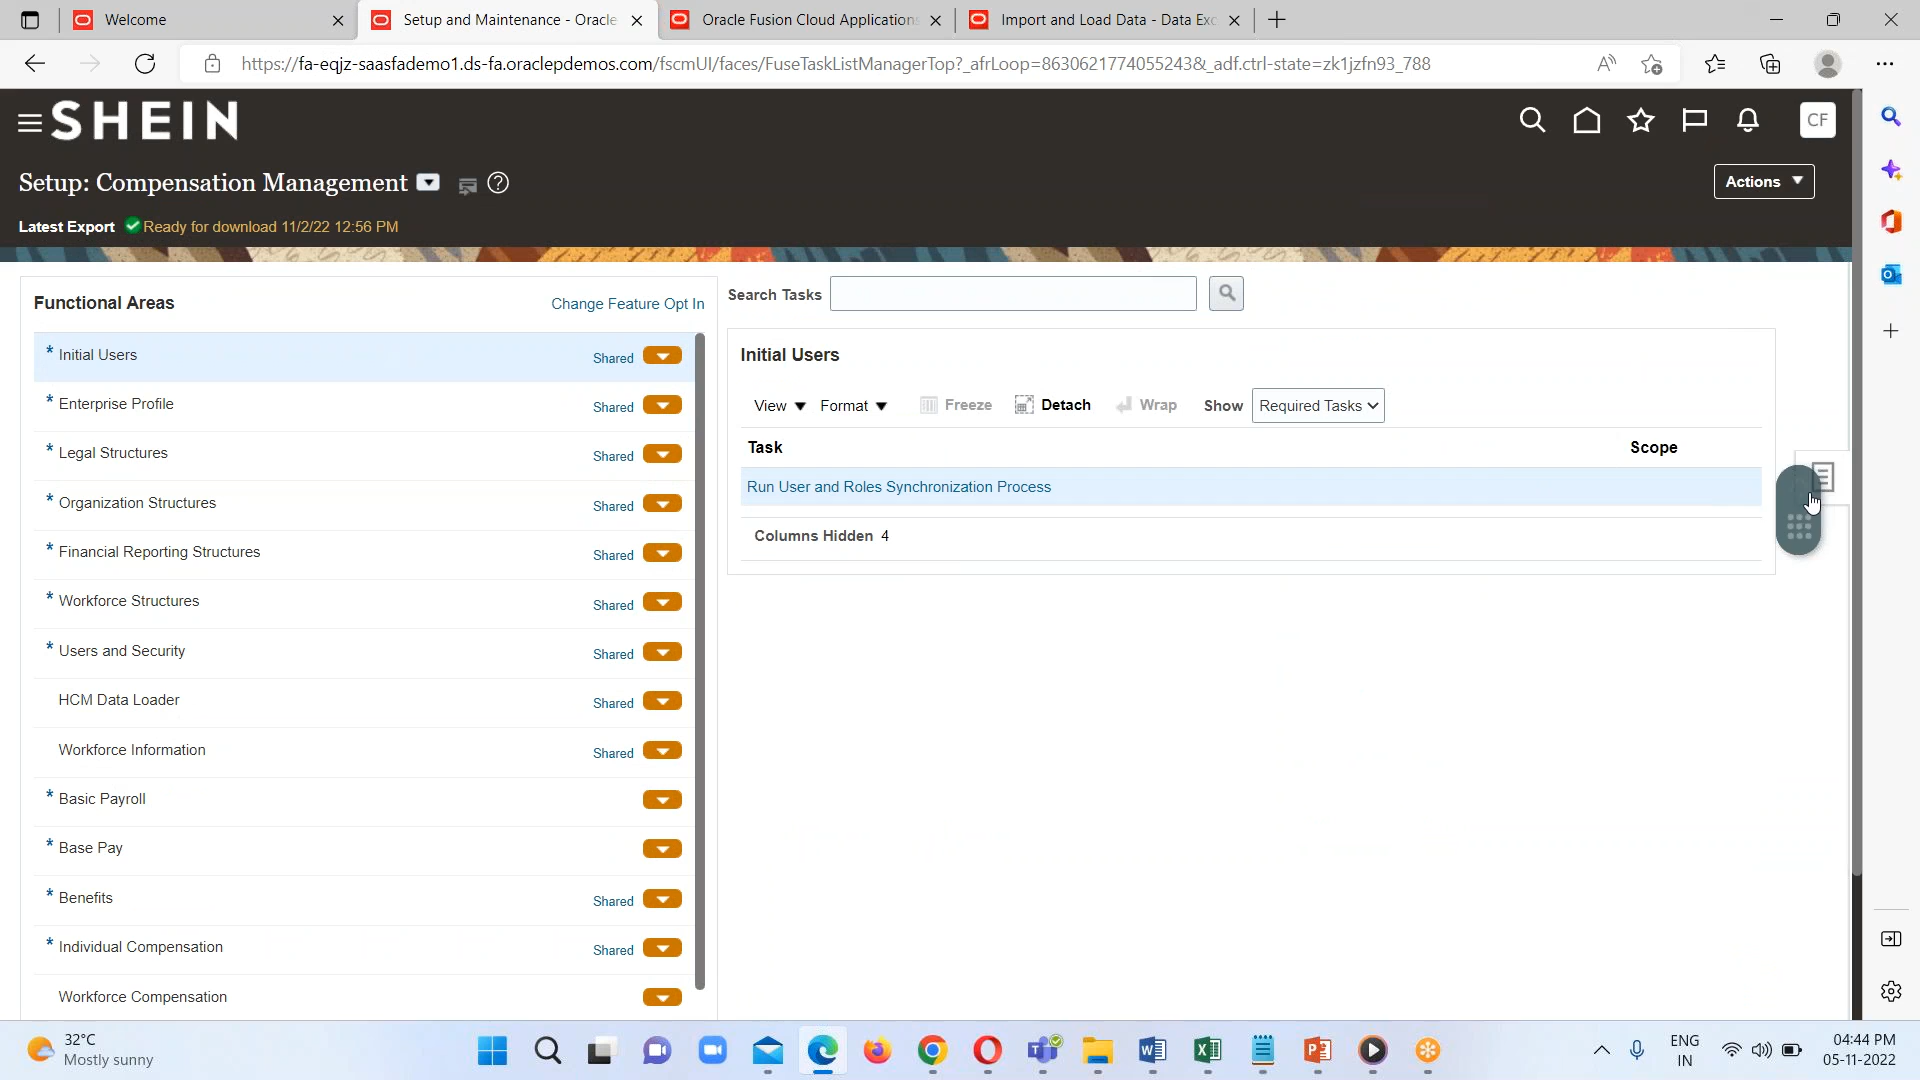 Welcome
Setup and Maintenance - Oracle
Oracle Fusion Cloud Applications
Import and Load Data - Data Exc
https://fa-eqjz-saasfademo1.ds-fa.oraclepdemos.com/fscmUI/faces/FuseTaskListManagerTop?_afrLoop=8630621774055243&_adf.ctrl-state=zk1jzfn93_788
SHEIN
CF
Setup: Compensation Management
Actions
Latest Export Ready for download 11/2/22 12:56 PM
Functional Areas
Change Feature Opt In
* Initial Users Shared
* Enterprise Profile Shared
* Legal Structures Shared
* Organization Structures Shared
* Financial Reporting Structures Shared
* Workforce Structures Shared
* Users and Security Shared
HCM Data Loader Shared
Workforce Information Shared
* Basic Payroll
* Base Pay
* Benefits Shared
* Individual Compensation Shared
Workforce Compensation
Search Tasks
Initial Users
View Format Freeze Detach Wrap Show Required Tasks
Task Scope
Run User and Roles Synchronization Process
Columns Hidden 4
32°C
Mostly sunny
ENG
IN
04:44 PM
05-11-2022